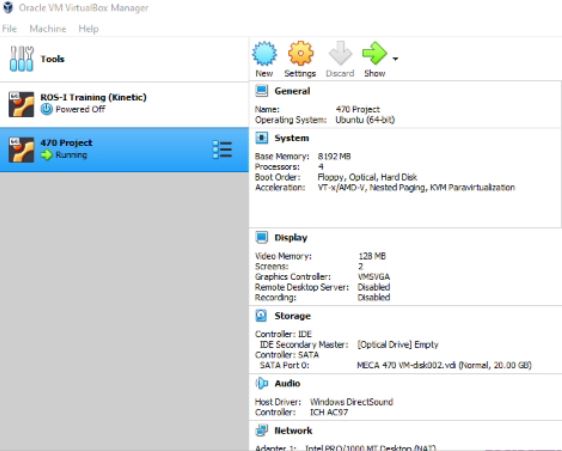 Oracle VM VirtualBox Manager
File Machine Help
Tools
New Settings Discard Show
ROS-I Training (Kinetic)
Powered Off
470 Project
Running
General
Name: 470 Project
Operating System: Ubuntu (64-bit)
System
Base Memory: 8192 MB
Processors: 4
Boot Order: Floppy, Optical, Hard Disk
Acceleration: VT-x/AMD-V, Nested Paging, KVM Paravirtualization
Display
Video Memory: 128 MB
Screens: 2
Graphics Controller: VMSVGA
Remote Desktop Server: Disabled
Recording: Disabled
Storage
Controller: IDE
IDE Secondary Master: [Optical Drive] Empty
Controller: SATA
SATA Port 0: MECA 470 VM-disk002.vdi (Normal, 20.00 GB)
Audio
Host Driver: Windows DirectSound
Controller: ICH AC97
Network
Adapter 1: Intel PRO/1000 MT Desktop (NAT)